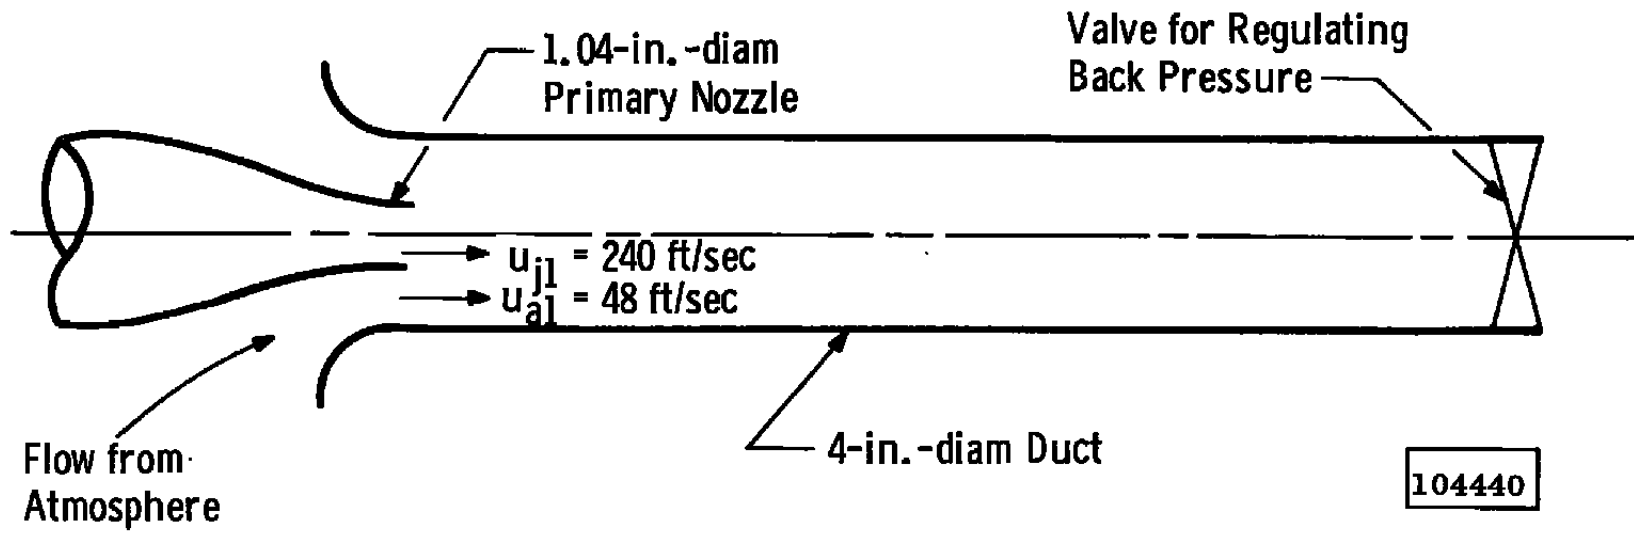 1.04-in.-diam
Primary Nozzle
Valve for Regulating
Back Pressure
u_j1 = 240 ft/sec
u_a1 = 48 ft/sec
4-in.-diam Duct
Flow from
Atmosphere
104440